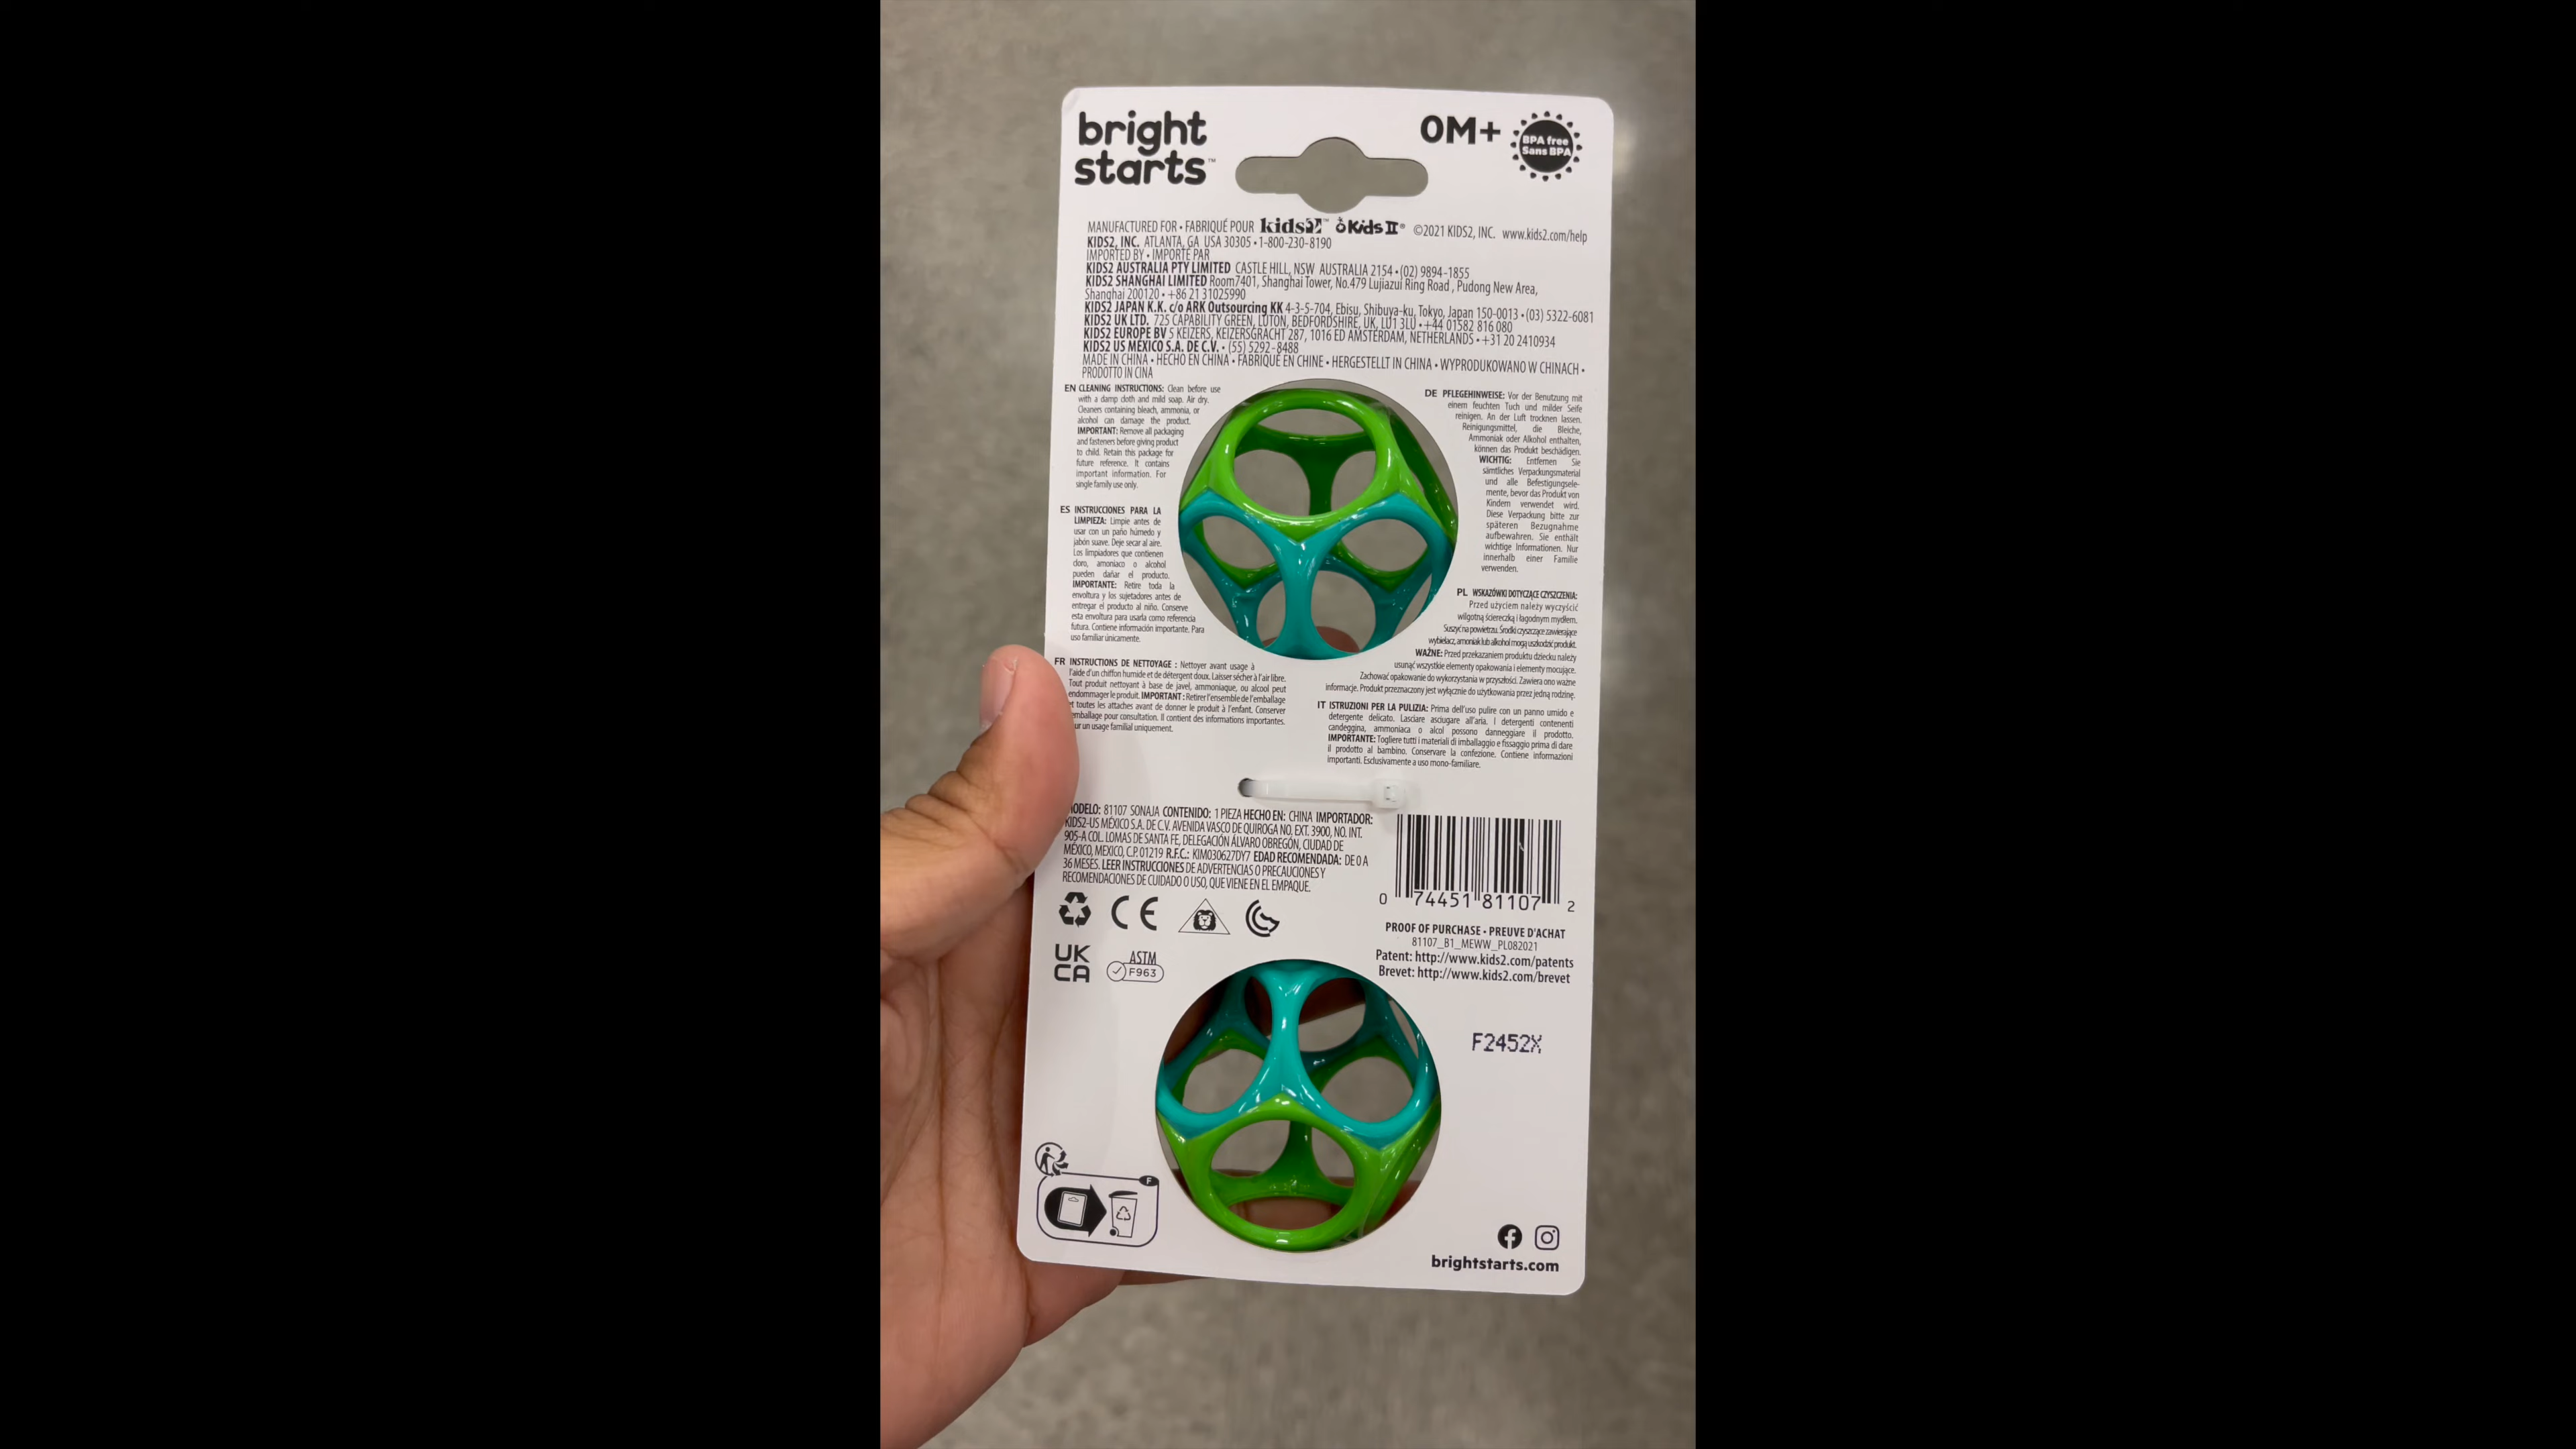 bright
starts™
0M+
BPA free
Sans BPA
MANUFACTURED FOR • FABRIQUÉ POUR kids2™ Kids II® ©2021 KIDS2, INC. www.kids2.com/help
KIDS2, INC. ATLANTA, GA USA 30305 • 1-800-230-8190
IMPORTED BY • IMPORTÉ PAR
KIDS2 AUSTRALIA PTY LIMITED CASTLE HILL, NSW AUSTRALIA 2154 • (02) 9894-1855
KIDS2 SHANGHAI LIMITED Room7401, Shanghai Tower, No.479 Lujiazui Ring Road , Pudong New Area,
Shanghai 200120 • +86 21 31025990
KIDS2 JAPAN K.K. c/o ARK Outsourcing KK 4-3-5-704, Ebisu, Shibuya-ku, Tokyo, Japan 150-0013 • (03) 5322-6081
KIDS2 UK LTD. 725 CAPABILITY GREEN, LUTON, BEDFORDSHIRE, UK, LU1 3LU • +44 01582 816 080
KIDS2 EUROPE BV 5 KEIZERS, KEIZERSGRACHT 287, 1016 ED AMSTERDAM, NETHERLANDS • +31 20 2410934
KIDS2 US MÉXICO S.A. DE C.V. • (55) 5292-8488
MADE IN CHINA • HECHO EN CHINA • FABRIQUÉ EN CHINE • HERGESTELLT IN CHINA • WYPRODUKOWANO W CHINACH •
PRODOTTO IN CINA
EN CLEANING INSTRUCTIONS: Clean before use
with a damp cloth and mild soap. Air dry.
Cleaners containing bleach, ammonia, or
alcohol can damage the product.
IMPORTANT: Remove all packaging
and fasteners before giving product
to child. Retain this package for
future reference. It contains
important information. For
single family use only.
ES INSTRUCCIONES PARA LA
LIMPIEZA: Limpie antes de
usar con un paño húmedo y
jabón suave. Deje secar al aire.
Los limpiadores que contienen
cloro, amoniaco o alcohol
pueden dañar el producto.
IMPORTANTE: Retire toda la
envoltura y los sujetadores antes de
entregar el producto al niño. Conserve
esta envoltura para usarla como referencia
futura. Contiene información importante. Para
uso familiar únicamente.
FR INSTRUCTIONS DE NETTOYAGE : Nettoyer avant usage à
l'aide d'un chiffon humide et de détergent doux. Laisser sécher à l'air libre.
Tout produit nettoyant à base de javel, ammoniaque, ou alcool peut
endommager le produit. IMPORTANT : Retirer l'ensemble de l'emballage
et toutes les attaches avant de donner le produit à l'enfant. Conserver
emballage pour consultation. Il contient des informations importantes.
ur un usage familial uniquement.
DE PFLEGEHINWEISE: Vor der Benutzung mit
einem feuchten Tuch und milder Seife
reinigen. An der Luft trocknen lassen.
Reinigungsmittel, die Bleiche,
Ammoniak oder Alkohol enthalten,
können das Produkt beschädigen.
WICHTIG: Entfernen Sie
sämtliches Verpackungsmaterial
und alle Befestigungsele-
mente, bevor das Produkt von
Kindern verwendet wird.
Diese Verpackung bitte zur
späteren Bezugnahme
aufbewahren. Sie enthält
wichtige Informationen. Nur
innerhalb einer Familie
verwenden.
PL WSKAZÓWKI DOTYCZĄCE CZYSZCZENIA:
Przed użyciem należy wyczyścić
wilgotną ściereczką i łagodnym mydłem.
Suszyć na powietrzu. Środki czyszczące zawierające
wybielacz, amoniak lub alkohol mogą uszkodzić produkt.
WAŻNE: Przed przekazaniem produktu dziecku należy
usunąć wszystkie elementy opakowania i elementy mocujące.
Zachować opakowanie do wykorzystania w przyszłości. Zawiera ono ważne
informacje. Produkt przeznaczony jest wyłącznie do użytkowania przez jedną rodzinę.
IT ISTRUZIONI PER LA PULIZIA: Prima dell'uso pulire con un panno umido e
detergente delicato. Lasciare asciugare all'aria. I detergenti contenenti
candeggina, ammoniaca o alcol possono danneggiare il prodotto.
IMPORTANTE: Togliere tutti i materiali di imballaggio e fissaggio prima di dare
il prodotto al bambino. Conservare la confezione. Contiene informazioni
importanti. Esclusivamente a uso mono-familiare.
MODELO: 81107 SONAJA CONTENIDO: 1 PIEZA HECHO EN: CHINA IMPORTADOR:
KIDS2-US MÉXICO S.A. DE C.V. AVENIDA VASCO DE QUIROGA NO, EXT. 3900, NO. INT.
905-A COL. LOMAS DE SANTA FE, DELEGACIÓN ÁLVARO OBREGÓN, CIUDAD DE
MÉXICO, MEXICO, C.P. 01219 R.F.C.: KIM030627DY7 EDAD RECOMENDADA: DE 0 A
36 MESES. LEER INSTRUCCIONES DE ADVERTENCIAS O PRECAUCIONES Y
RECOMENDACIONES DE CUIDADO O USO, QUE VIENE EN EL EMPAQUE.
0 74451 81107 2
CE
UK
CA
ASTM
F963
PROOF OF PURCHASE • PREUVE D'ACHAT
81107_B1_MEWW_PL082021
Patent: http://www.kids2.com/patents
Brevet: http://www.kids2.com/brevet
F2452X
F
brightstarts.com